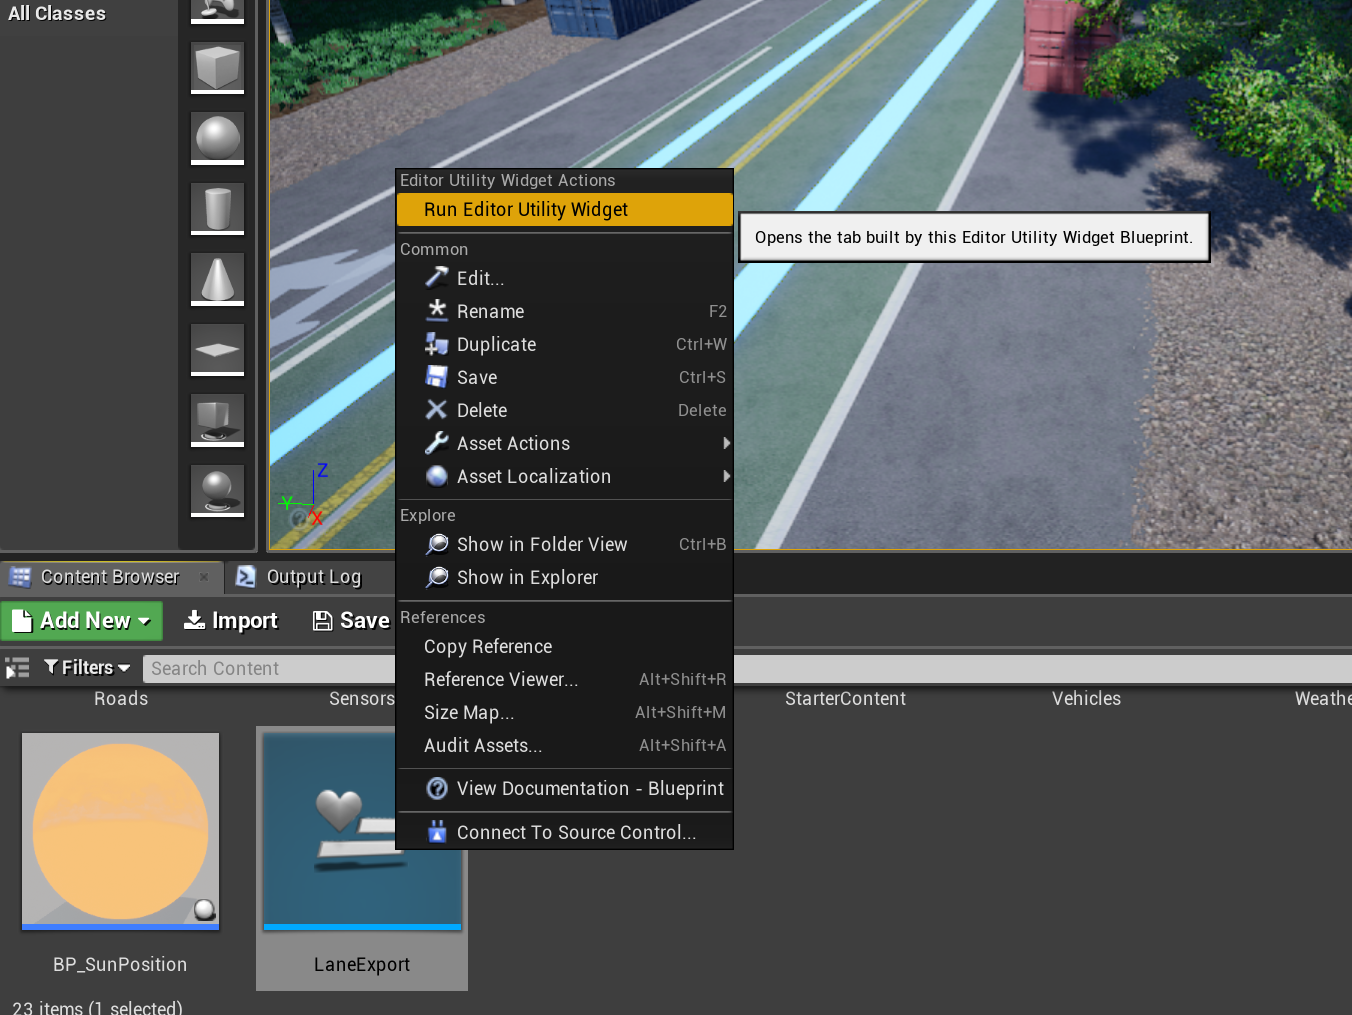 All Classes
Editor Utility Widget Actions
Run Editor Utility Widget
Opens the tab built by this Editor Utility Widget Blueprint.
Common
Edit...
Rename F2
Duplicate Ctrl+W
Save Ctrl+S
Delete Delete
Asset Actions
Asset Localization
Z
Y
X
Explore
Show in Folder View Ctrl+B
Show in Explorer
Content Browser Output Log
References
Add New Import Save
Copy Reference
Filters Search Content
Reference Viewer... Alt+Shift+R
Roads Sensors StarterContent Vehicles Weathe
Size Map... Alt+Shift+M
Audit Assets... Alt+Shift+A
View Documentation - Blueprint
Connect To Source Control...
BP_SunPosition LaneExport
23 items (1 selected)